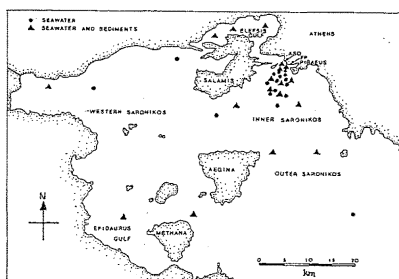 SEAWATER
SEAWATER AND SEDIMENTS
ELEFSIS
GULF
ATHENS
KSO
PIRAEUS
SALAMIS
WESTERN SARONIKOS
INNER SARONIKOS
AEGINA
OUTER SARONIKOS
N
EPIDAURUS
GULF
METHANA
0 5 10 20
km